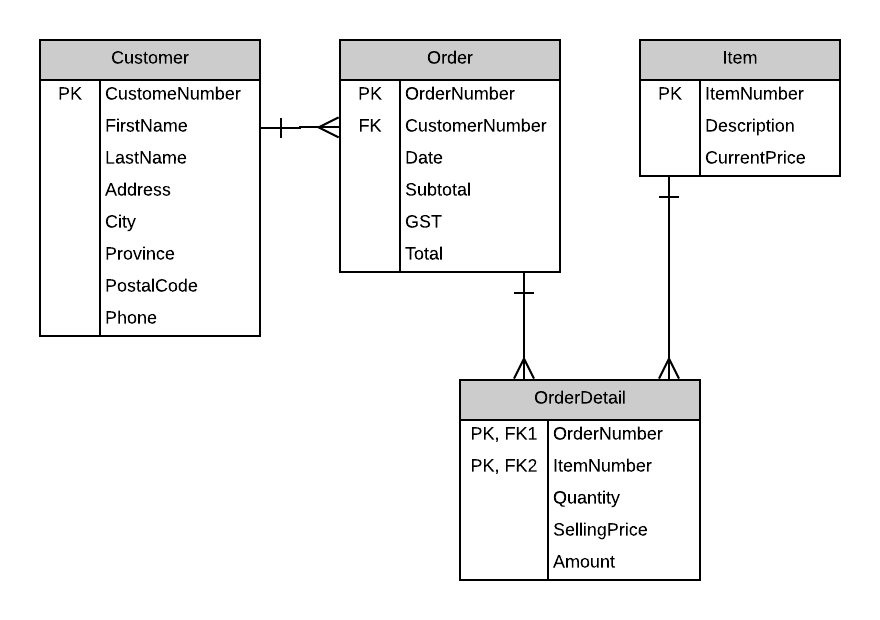 Customer
PK CustomeNumber
FirstName
LastName
Address
City
Province
PostalCode
Phone
Order
PK OrderNumber
FK CustomerNumber
Date
Subtotal
GST
Total
Item
PK ItemNumber
Description
CurrentPrice
OrderDetail
PK, FK1 OrderNumber
PK, FK2 ItemNumber
Quantity
SellingPrice
Amount